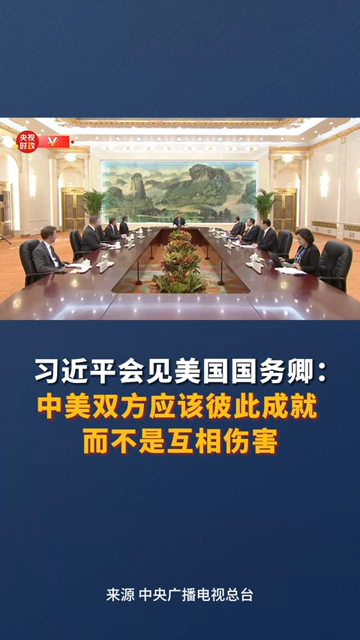 央视
时政
习近平会见美国国务卿：
中美双方应该彼此成就
而不是互相伤害
来源 中央广播电视总台